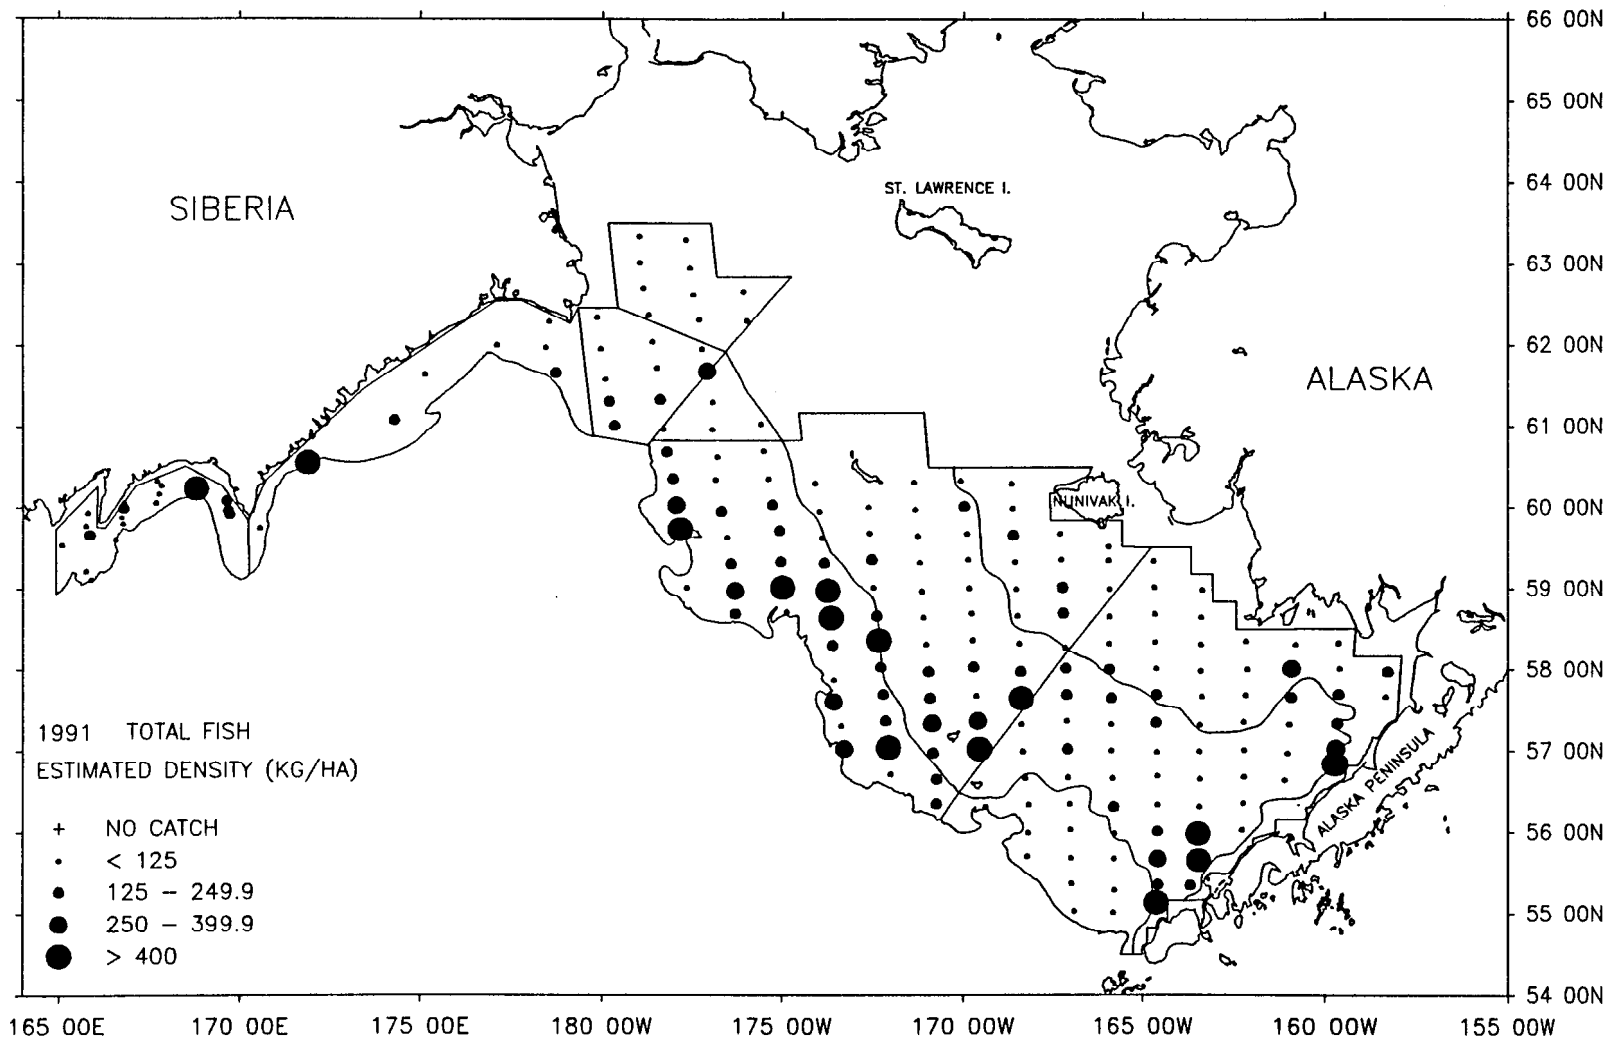 66 00N
65 00N
64 00N
63 00N
62 00N
61 00N
60 00N
59 00N
58 00N
57 00N
56 00N
55 00N
54 00N
SIBERIA
ST. LAWRENCE I.
ALASKA
NUNIVAK I.
ALASKA PENINSULA
1991 TOTAL FISH
ESTIMATED DENSITY (KG/HA)
+ NO CATCH
< 125
125 – 249.9
250 – 399.9
> 400
165 00E 170 00E 175 00E 180 00W 175 00W 170 00W 165 00W 160 00W 155 00W